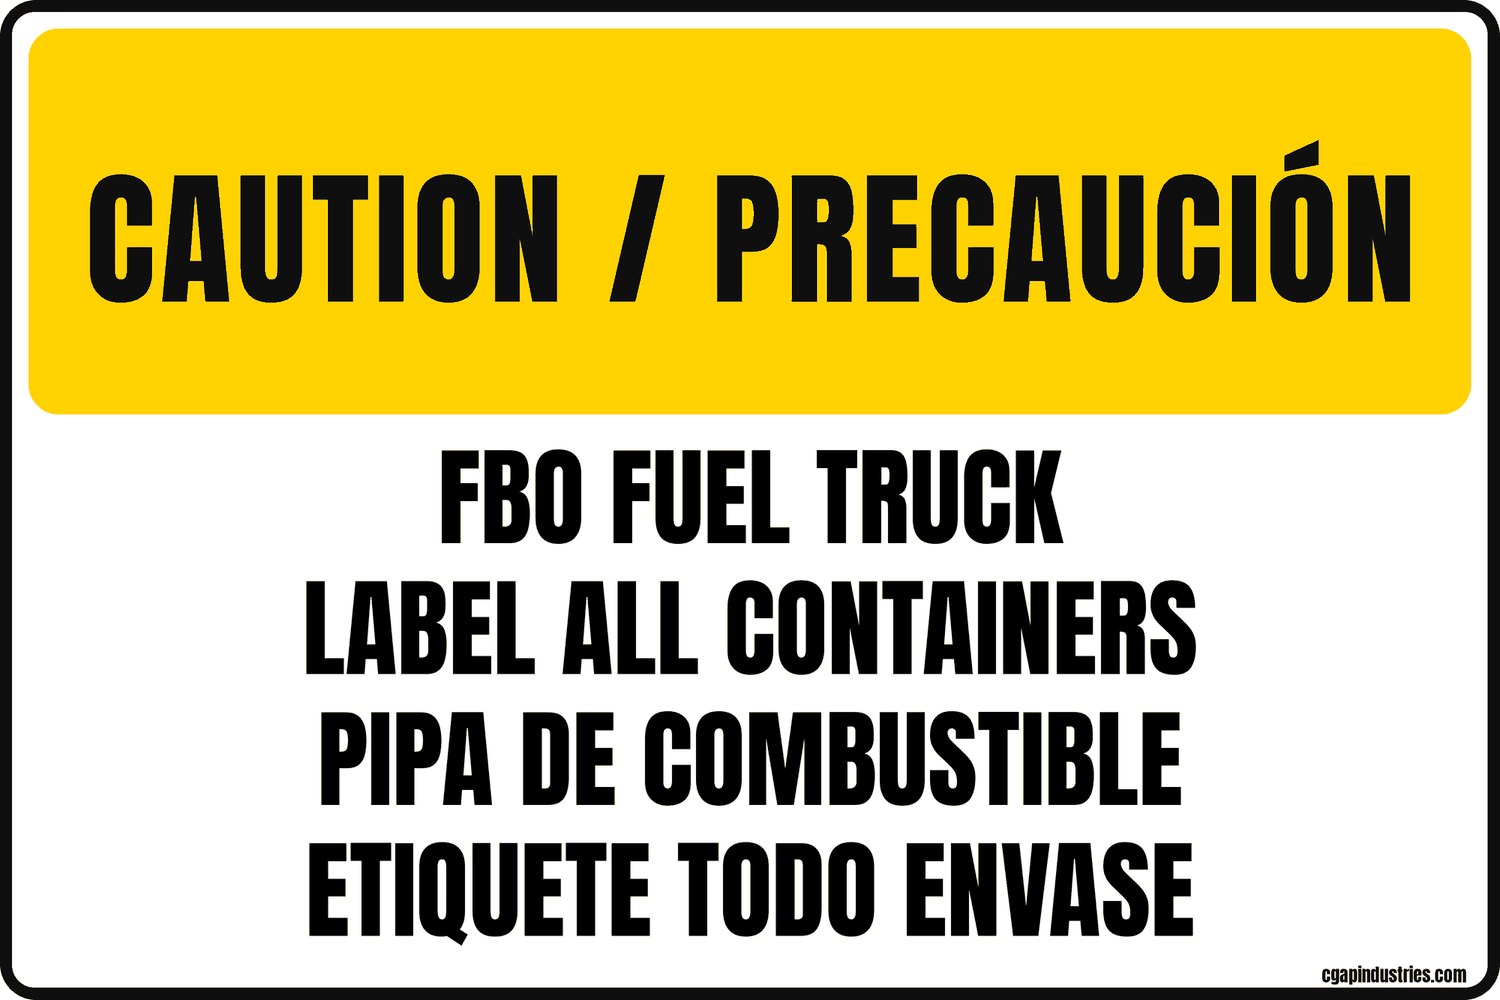 CAUTION / PRECAUCIÓN
FBO FUEL TRUCK
LABEL ALL CONTAINERS
PIPA DE COMBUSTIBLE
ETIQUETE TODO ENVASE
cgapindustries.com